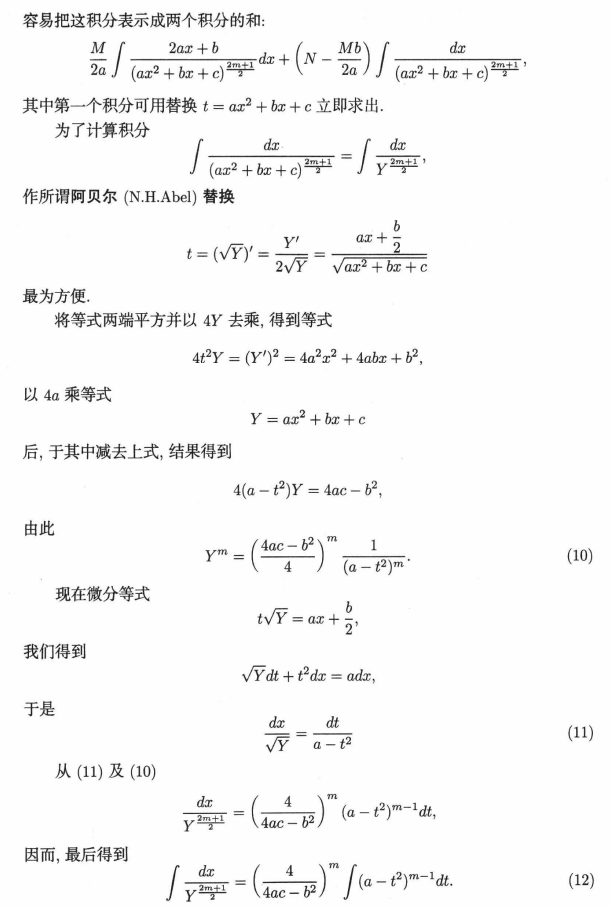 容易把这积分表示成两个积分的和:
$\frac{M}{2a}\int\frac{2ax+b}{(ax^2+bx+c)^{\frac{2m+1}{2}}}dx+\left(N-\frac{Mb}{2a}\right)\int\frac{dx}{(ax^2+bx+c)^{\frac{2m+1}{2}}},$
其中第一个积分可用替换 $t=ax^2+bx+c$ 立即求出.
为了计算积分
$\int\frac{dx}{(ax^2+bx+c)^{\frac{2m+1}{2}}}=\int\frac{dx}{Y^{\frac{2m+1}{2}}},$
作所谓阿贝尔 (N.H.Abel) 替换
$t=(\sqrt{Y})'=\frac{Y'}{2\sqrt{Y}}=\frac{ax+\frac{b}{2}}{\sqrt{ax^2+bx+c}}$
最为方便.
将等式两端平方并以 $4Y$ 去乘, 得到等式
$4t^2Y=(Y')^2=4a^2x^2+4abx+b^2,$
以 $4a$ 乘等式
$Y=ax^2+bx+c$
后, 于其中减去上式, 结果得到
$4(a-t^2)Y=4ac-b^2,$
由此
$Y^m=\left(\frac{4ac-b^2}{4}\right)^m\frac{1}{(a-t^2)^m}.$ (10)
现在微分等式
$t\sqrt{Y}=ax+\frac{b}{2},$
我们得到
$\sqrt{Y}dt+t^2dx=adx,$
于是
$\frac{dx}{\sqrt{Y}}=\frac{dt}{a-t^2}$ (11)
从 (11) 及 (10)
$\frac{dx}{Y^{\frac{2m+1}{2}}}=\left(\frac{4}{4ac-b^2}\right)^m(a-t^2)^{m-1}dt,$
因而, 最后得到
$\int\frac{dx}{Y^{\frac{2m+1}{2}}}=\left(\frac{4}{4ac-b^2}\right)^m\int(a-t^2)^{m-1}dt.$ (12)